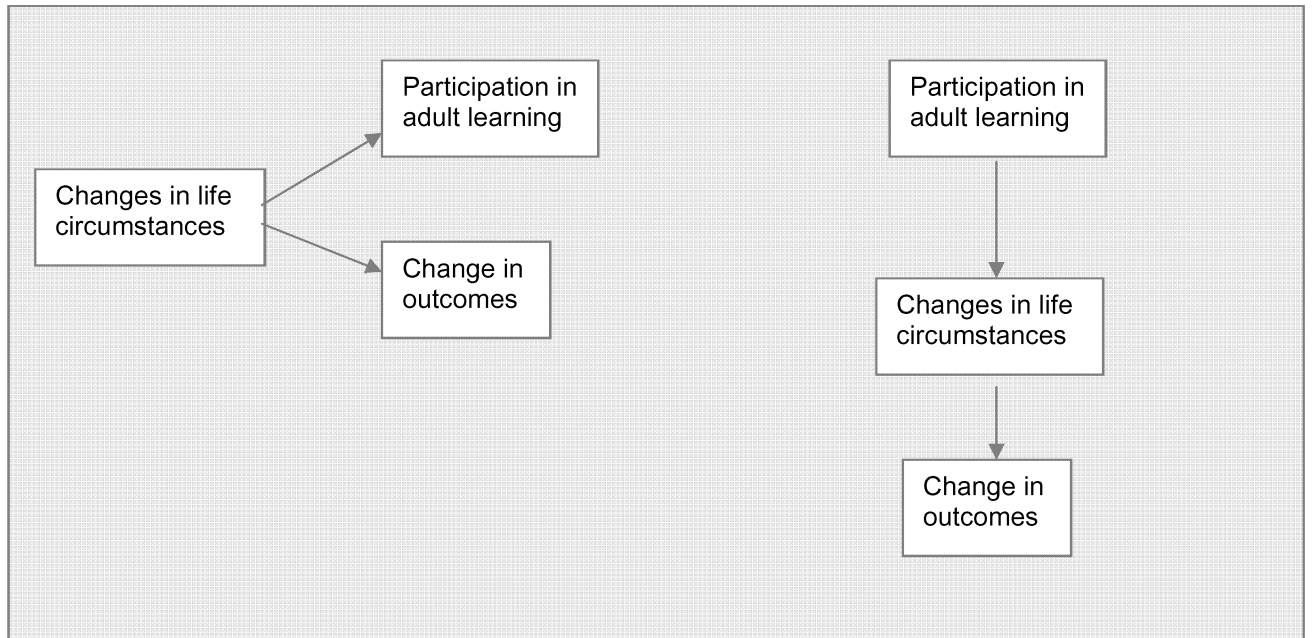 Changes in life
circumstances
Participation in
adult learning
Change in
outcomes
Participation in
adult learning
Changes in life
circumstances
Change in
outcomes